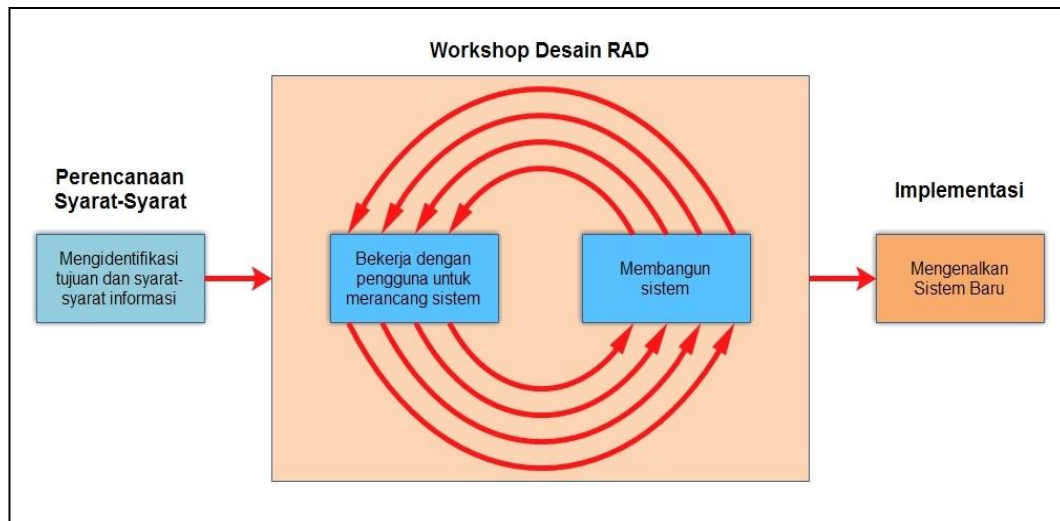 Workshop Desain RAD
Perencanaan
Syarat-Syarat
Mengidentifikasi
tujuan dan syarat-
syarat informasi
Bekerja dengan
pengguna untuk
merancang sistem
Membangun
sistem
Implementasi
Mengenalkan
Sistem Baru